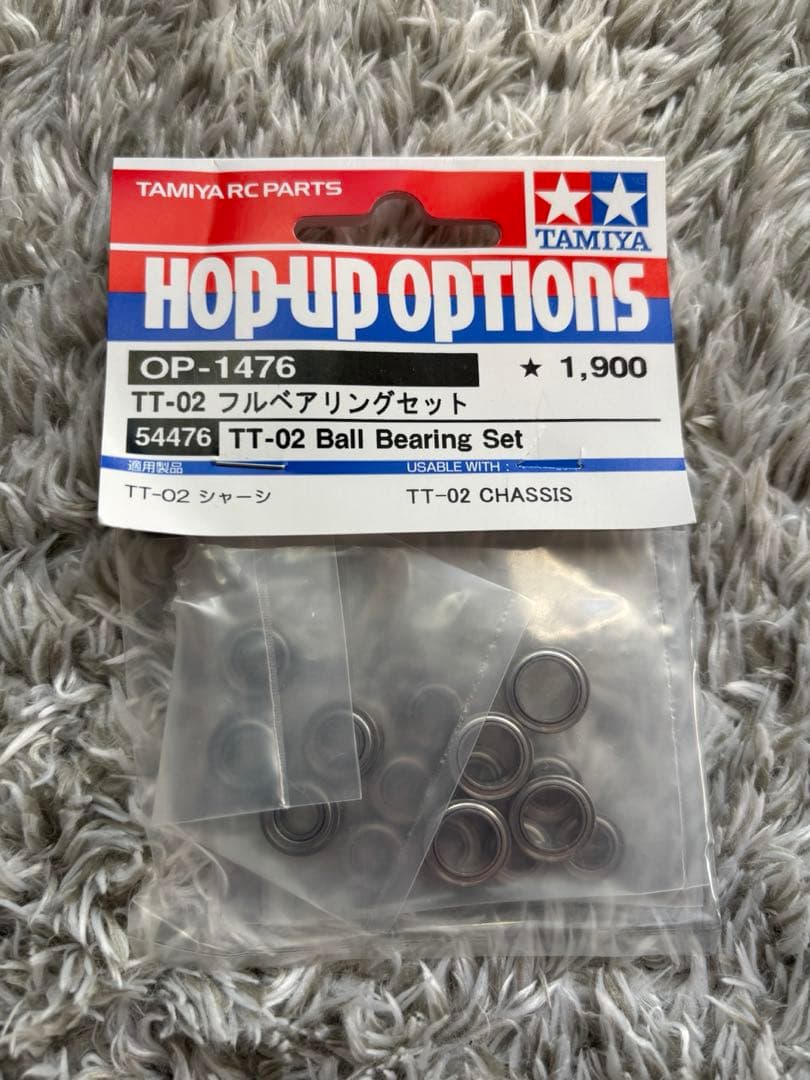 TAMIYA RC PARTS
TAMIYA
HOP-UP OPTIONS
OP-1476 ★ 1,900
TT-02 フルベアリングセット
54476 TT-02 Ball Bearing Set
適用製品 USABLE WITH :
TT-02 シャーシ TT-02 CHASSIS